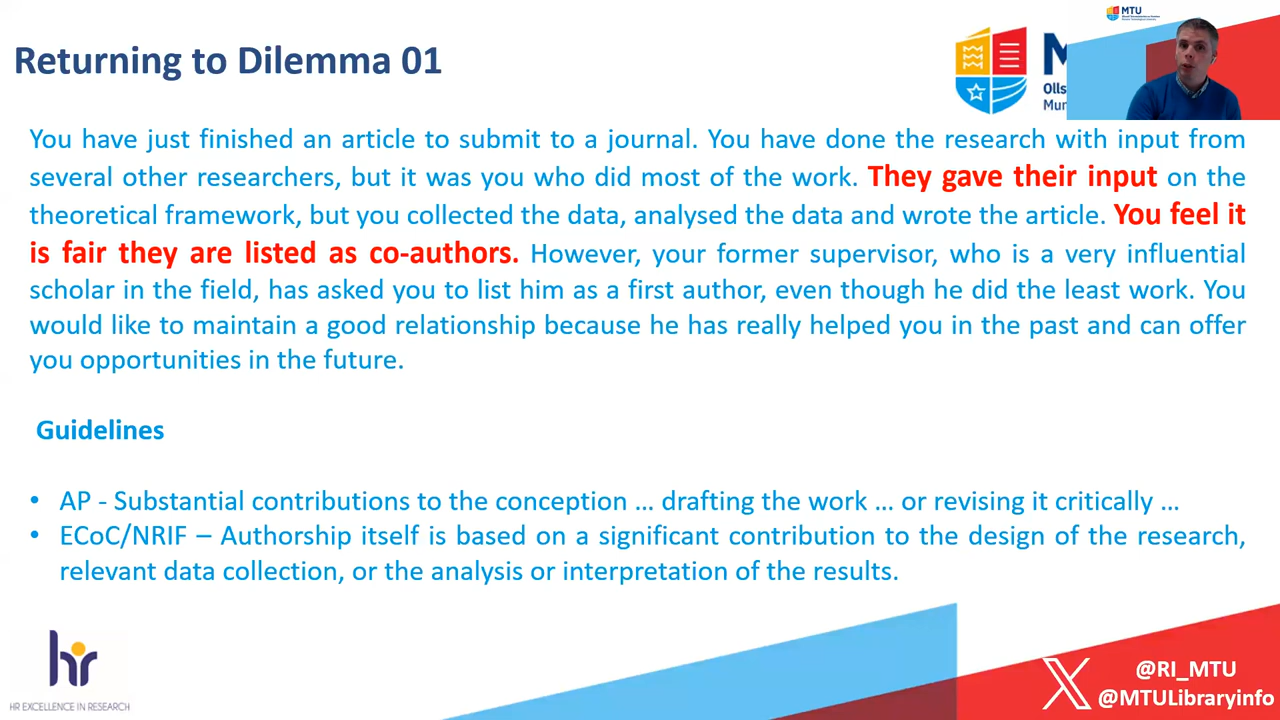 MTU
Returning to Dilemma 01
M
Olls
Mun
You have just finished an article to submit to a journal. You have done the research with input from
several other researchers, but it was you who did most of the work. They gave their input on the
theoretical framework, but you collected the data, analysed the data and wrote the article. You feel it
is fair they are listed as co-authors. However, your former supervisor, who is a very influential
scholar in the field, has asked you to list him as a first author, even though he did the least work. You
would like to maintain a good relationship because he has really helped you in the past and can offer
you opportunities in the future.
Guidelines
• AP - Substantial contributions to the conception … drafting the work … or revising it critically …
• ECoC/NRIF – Authorship itself is based on a significant contribution to the design of the research,
relevant data collection, or the analysis or interpretation of the results.
hr
HR EXCELLENCE IN RESEARCH
@RI_MTU
@MTULibraryinfo